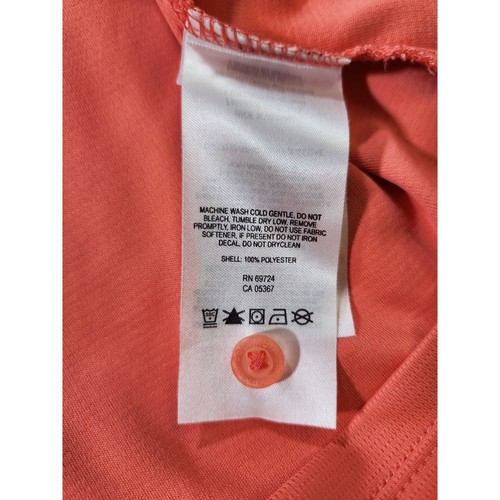 MACHINE WASH COLD GENTLE, DO NOT
BLEACH, TUMBLE DRY LOW, REMOVE
PROMPTLY, IRON LOW, DO NOT USE FABRIC
SOFTENER, IF PRESENT DO NOT IRON
DECAL. DO NOT DRYCLEAN
SHELL: 100% POLYESTER
RN 69724
CA 05367